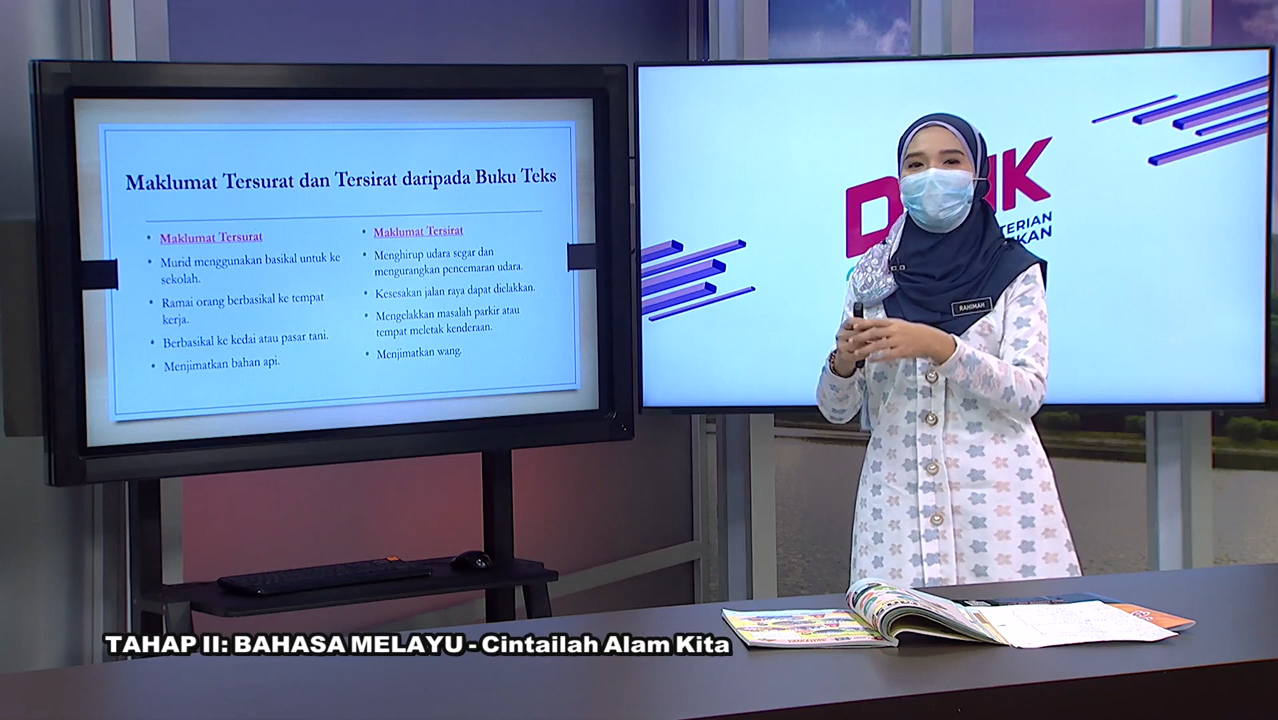 Maklumat Tersurat dan Tersirat daripada Buku Teks
Maklumat Tersurat
Murid menggunakan basikal untuk ke
sekolah.
Ramai orang berbasikal ke tempat
kerja.
Berbasikal ke kedai atau pasar tani.
Menjimatkan bahan api.
Maklumat Tersirat
Menghirup udara segar dan
mengurangkan pencemaran udara.
Kesesakan jalan raya dapat dielakkan.
Mengelakkan masalah parkir atau
tempat meletak kenderaan.
Menjimatkan wang.
RAHIMAH
TAHAP II: BAHASA MELAYU - Cintailah Alam Kita